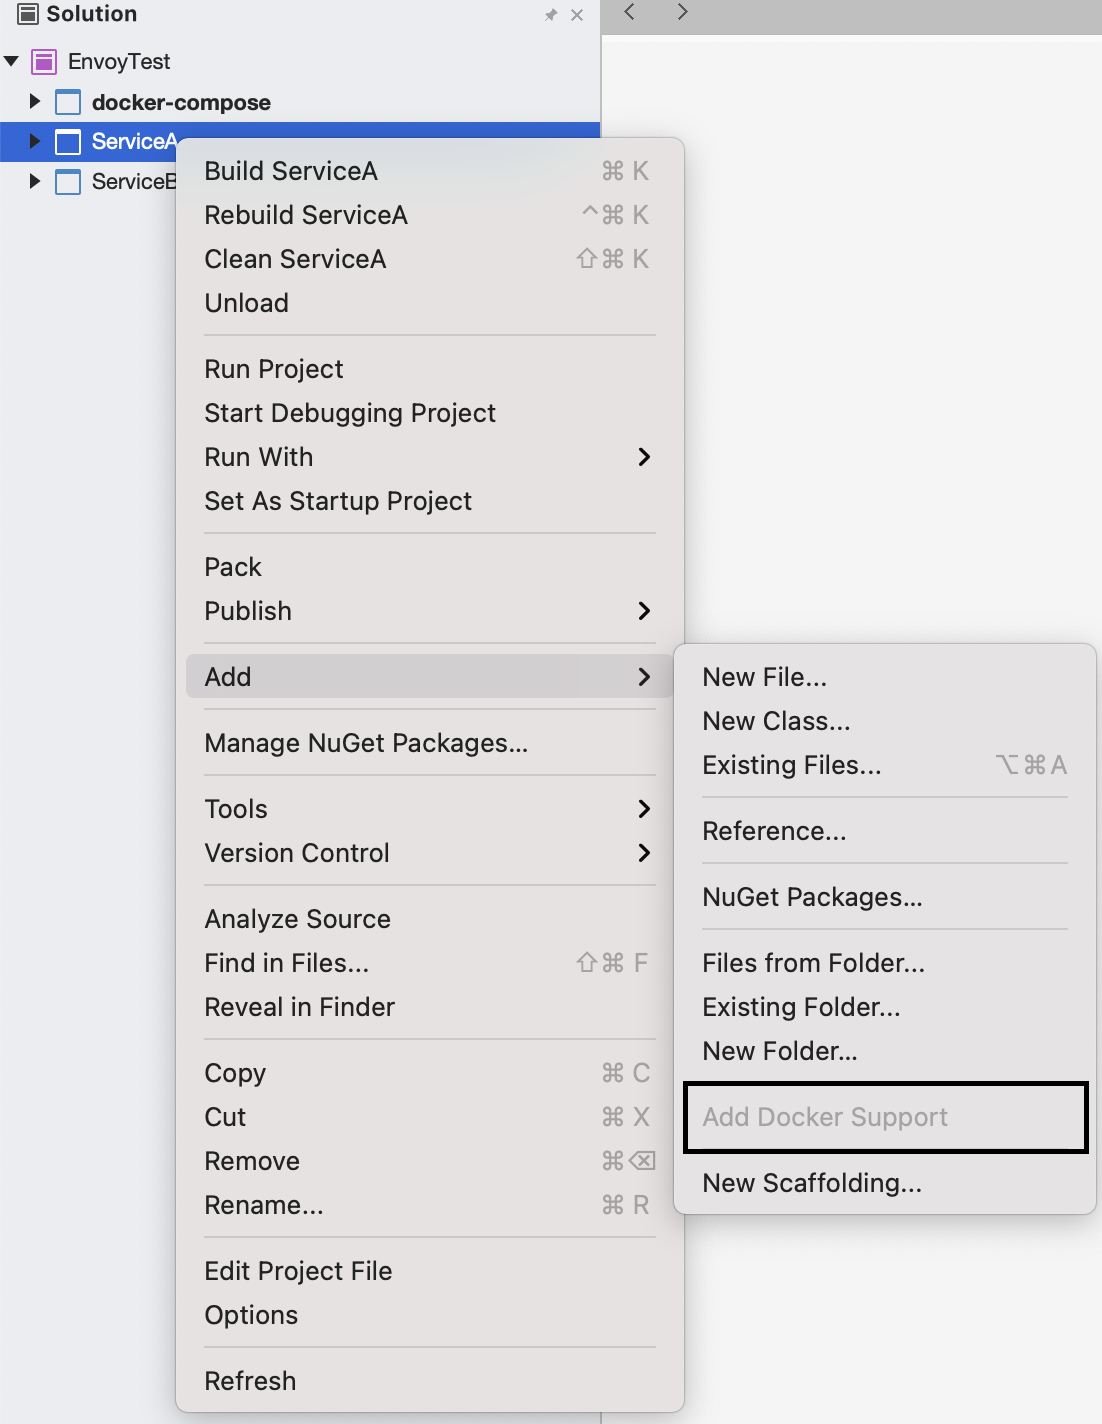 Solution
EnvoyTest
docker-compose
ServiceA
ServiceB
Build ServiceA ⌘ K
Rebuild ServiceA ^⌘ K
Clean ServiceA ⇧⌘ K
Unload
Run Project
Start Debugging Project
Run With
Set As Startup Project
Pack
Publish
Add
Manage NuGet Packages...
Tools
Version Control
Analyze Source
Find in Files... ⇧⌘ F
Reveal in Finder
Copy ⌘ C
Cut ⌘ X
Remove ⌘⌫
Rename... ⌘ R
Edit Project File
Options
Refresh
New File...
New Class...
Existing Files... ⌥⌘A
Reference...
NuGet Packages...
Files from Folder...
Existing Folder...
New Folder...
Add Docker Support
New Scaffolding...